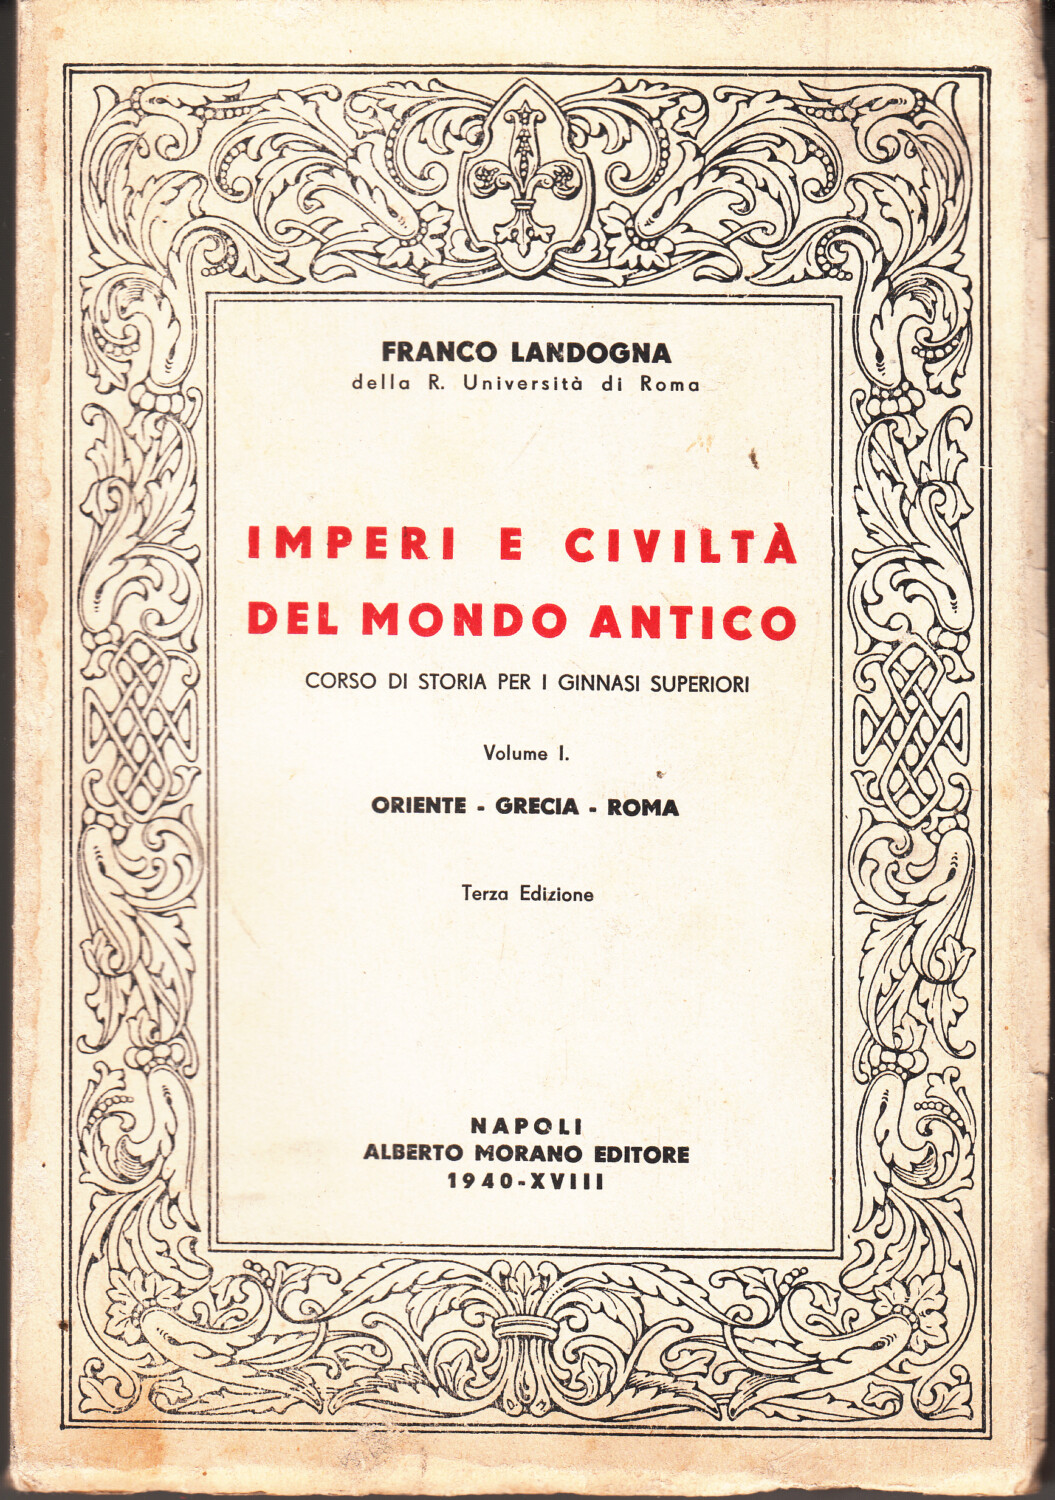 FRANCO LANDOGNA
della R. Università di Roma
IMPERI E CIVILTÀ
DEL MONDO ANTICO
CORSO DI STORIA PER I GINNASI SUPERIORI
Volume I.
ORIENTE - GRECIA - ROMA
Terza Edizione
NAPOLI
ALBERTO MORANO EDITORE
1940-XVIII